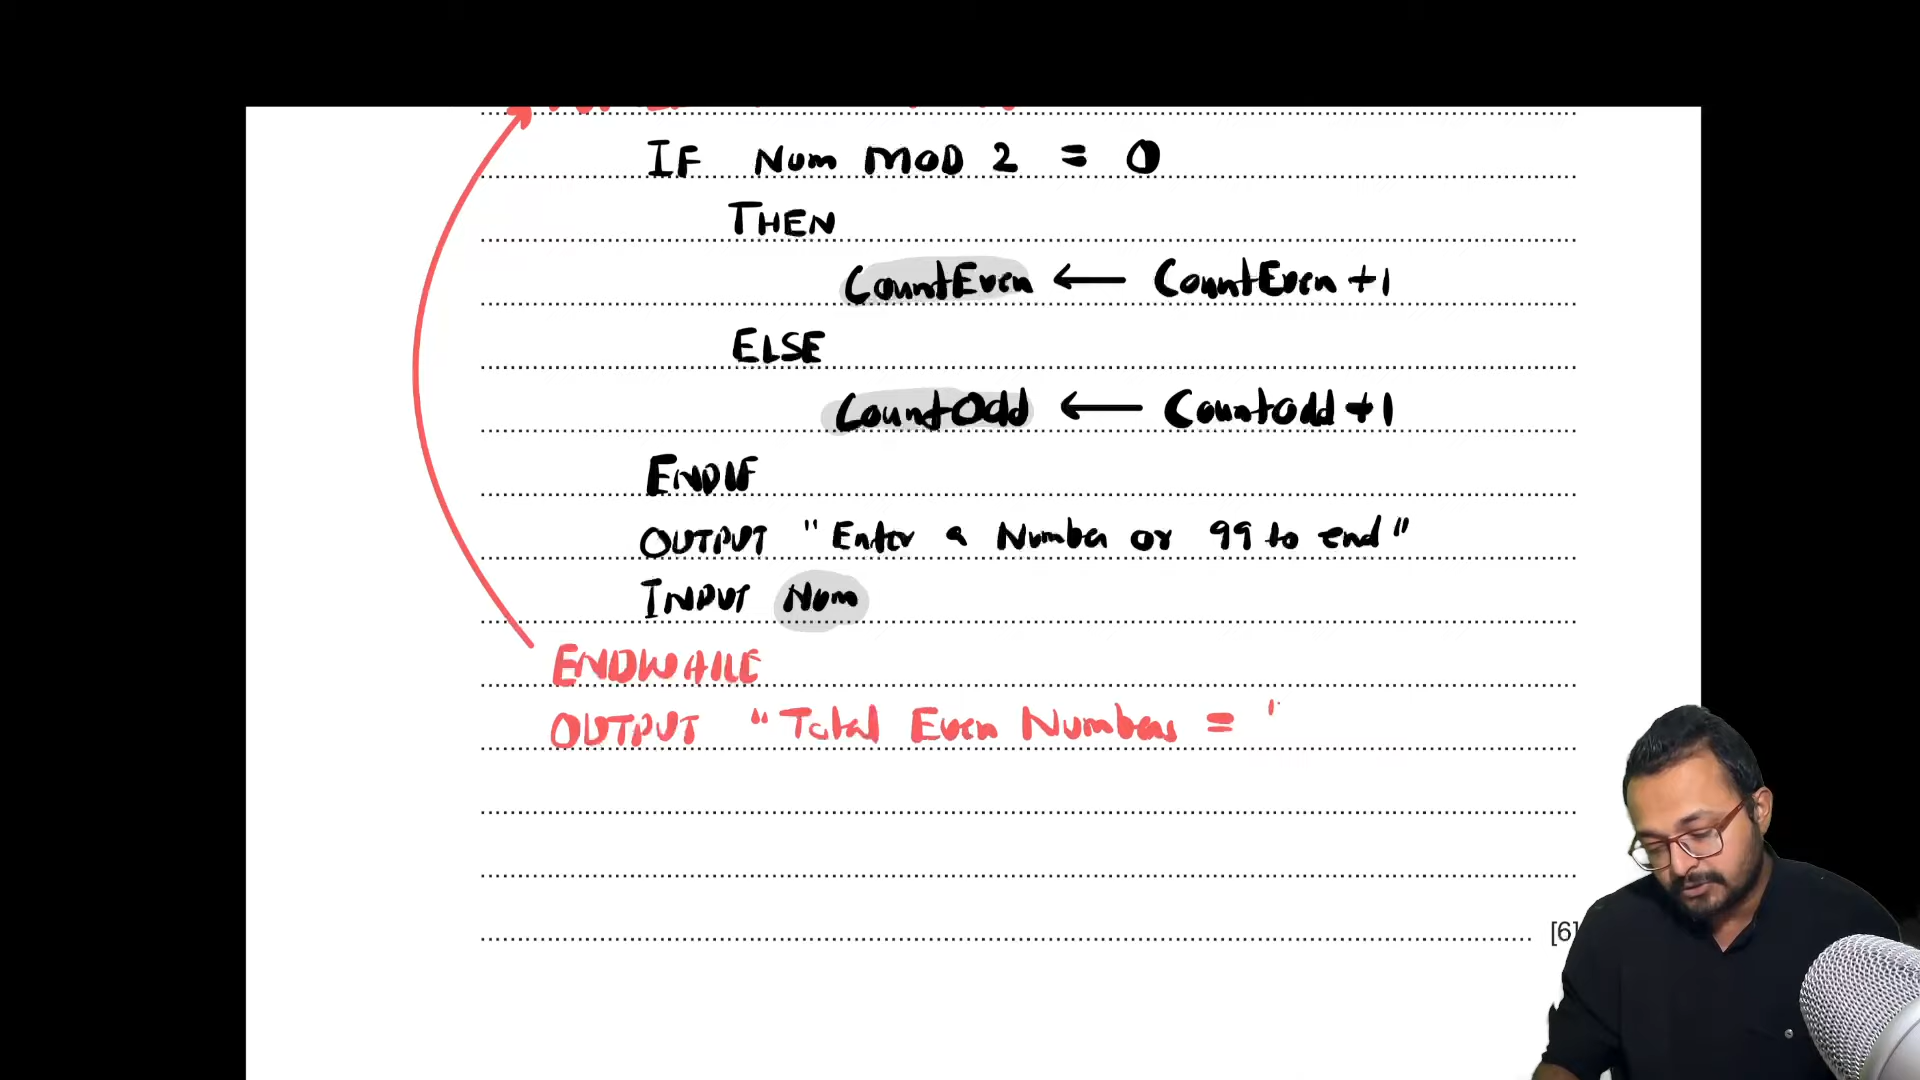 IF Num MOD 2 = 0
THEN
CountEven ← CountEven + 1
ELSE
CountOdd ← CountOdd + 1
ENDIF
OUTPUT "Enter a Number or 99 to end"
INPUT Num
ENDWHILE
OUTPUT "Total Even Numbers = '
[6]